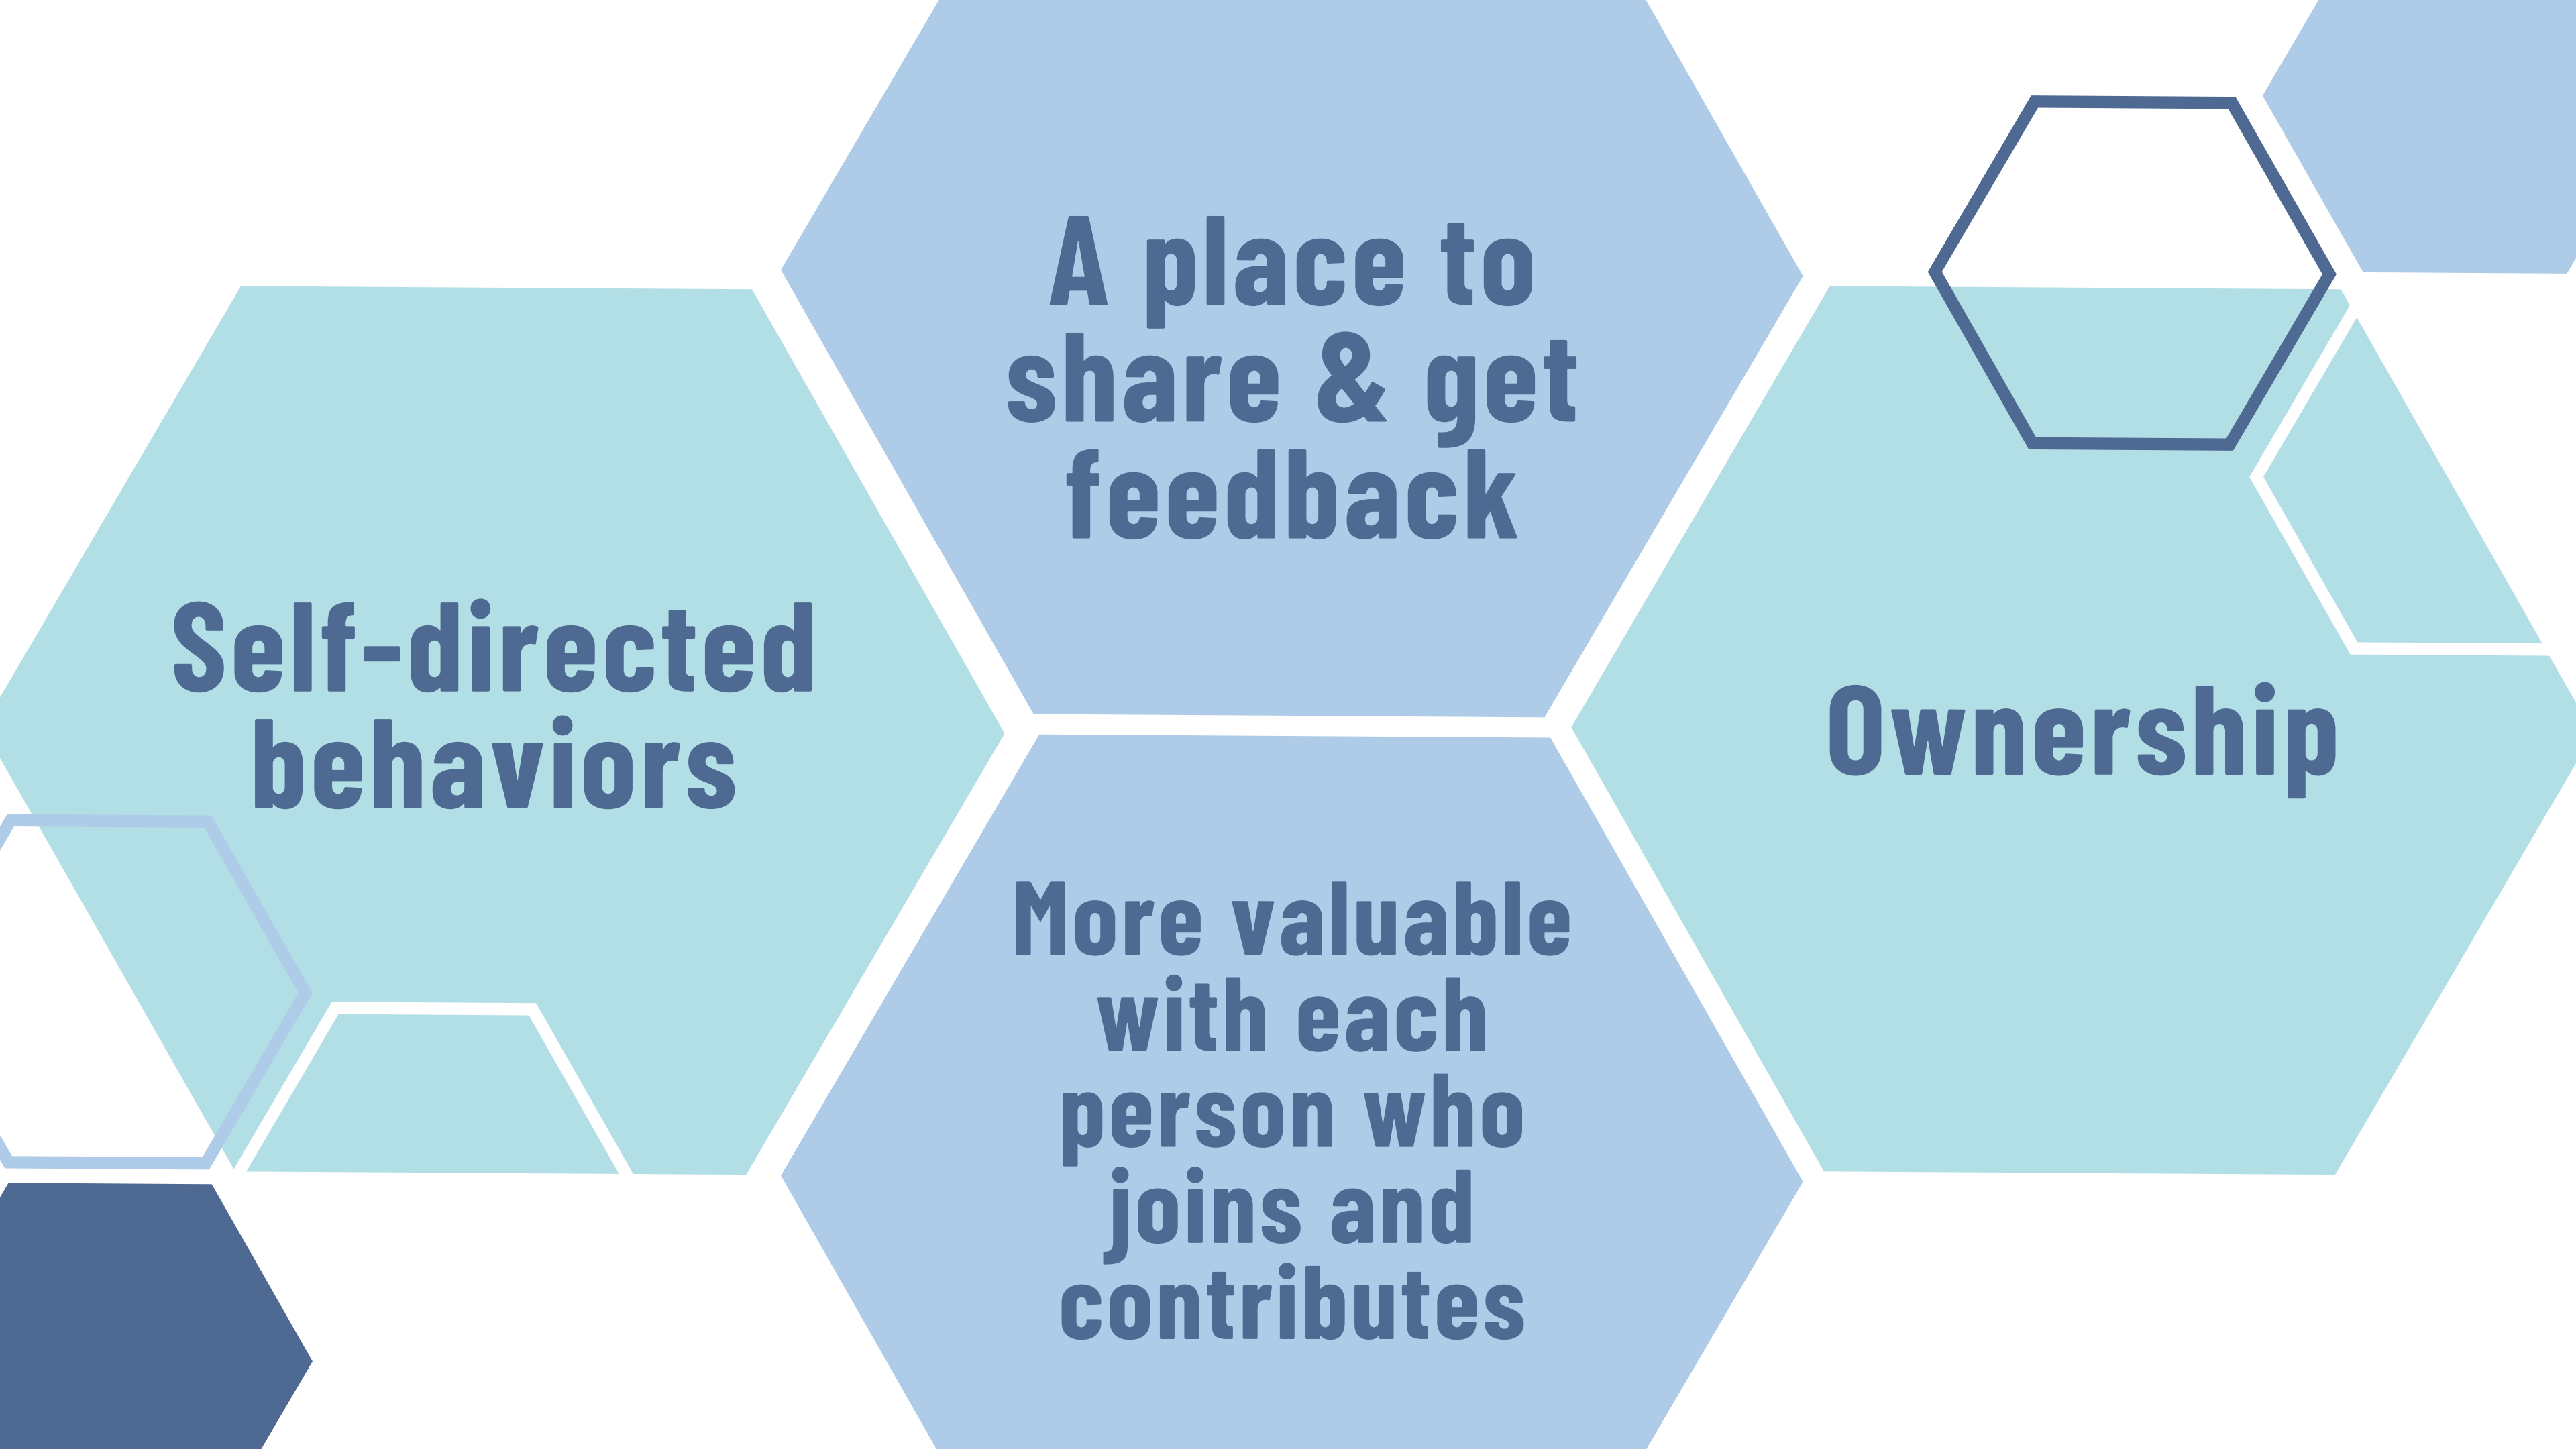 Self-directed
behaviors
A place to
share & get
feedback
More valuable
with each
person who
joins and
contributes
Ownership